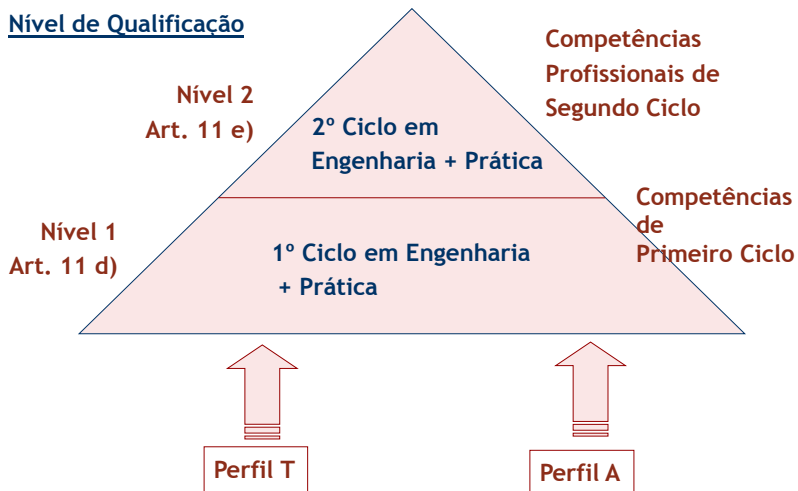 Nível de Qualificação
Competências
Profissionais de
Segundo Ciclo
Nível 2
Art. 11 e)
2º Ciclo em
Engenharia + Prática
Competências
de
Primeiro Ciclo
Nível 1
Art. 11 d)
1º Ciclo em Engenharia
+ Prática
Perfil T
Perfil A